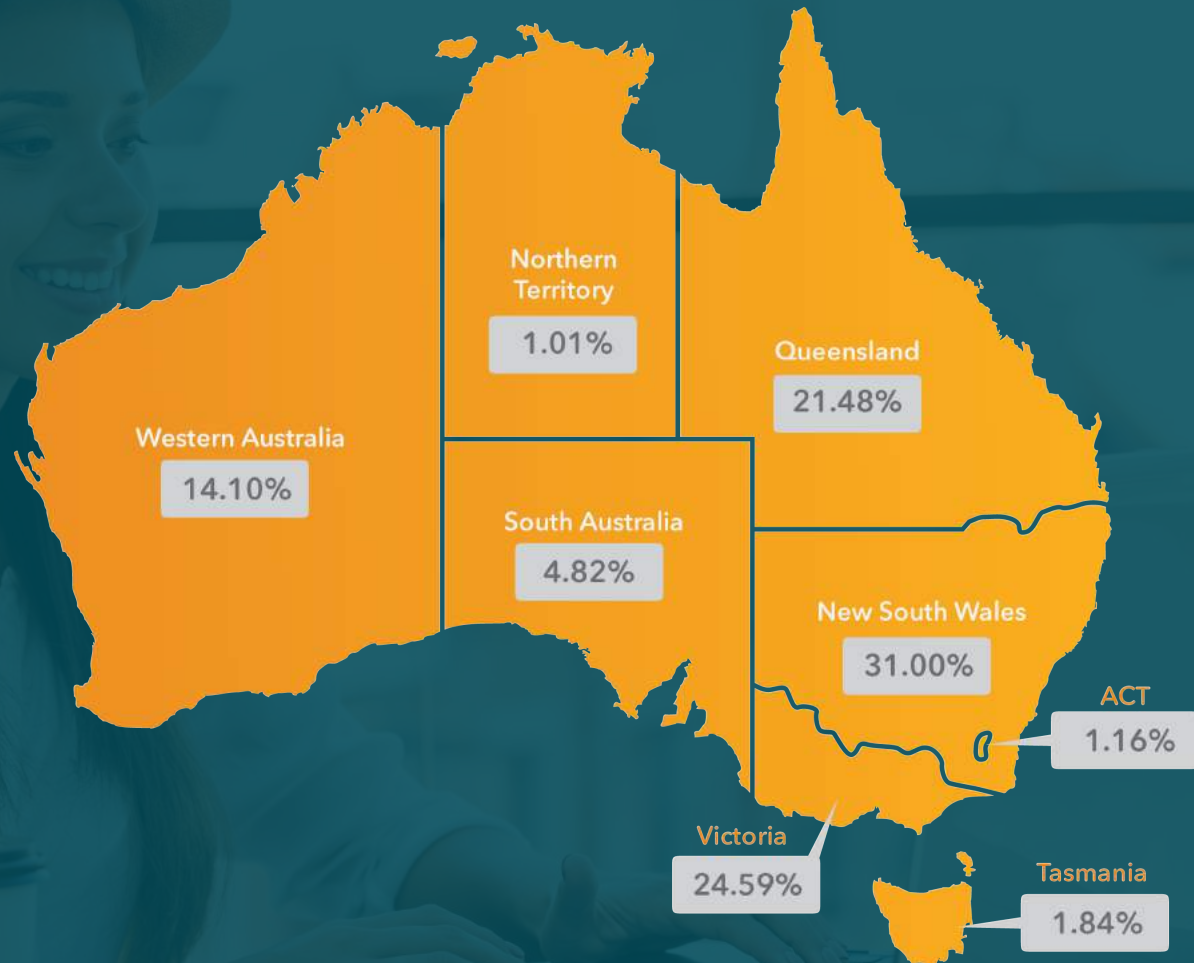 Northern
Territory
1.01%
Queensland
21.48%
Western Australia
14.10%
South Australia
4.82%
New South Wales
31.00%
ACT
1.16%
Victoria
24.59%
Tasmania
1.84%